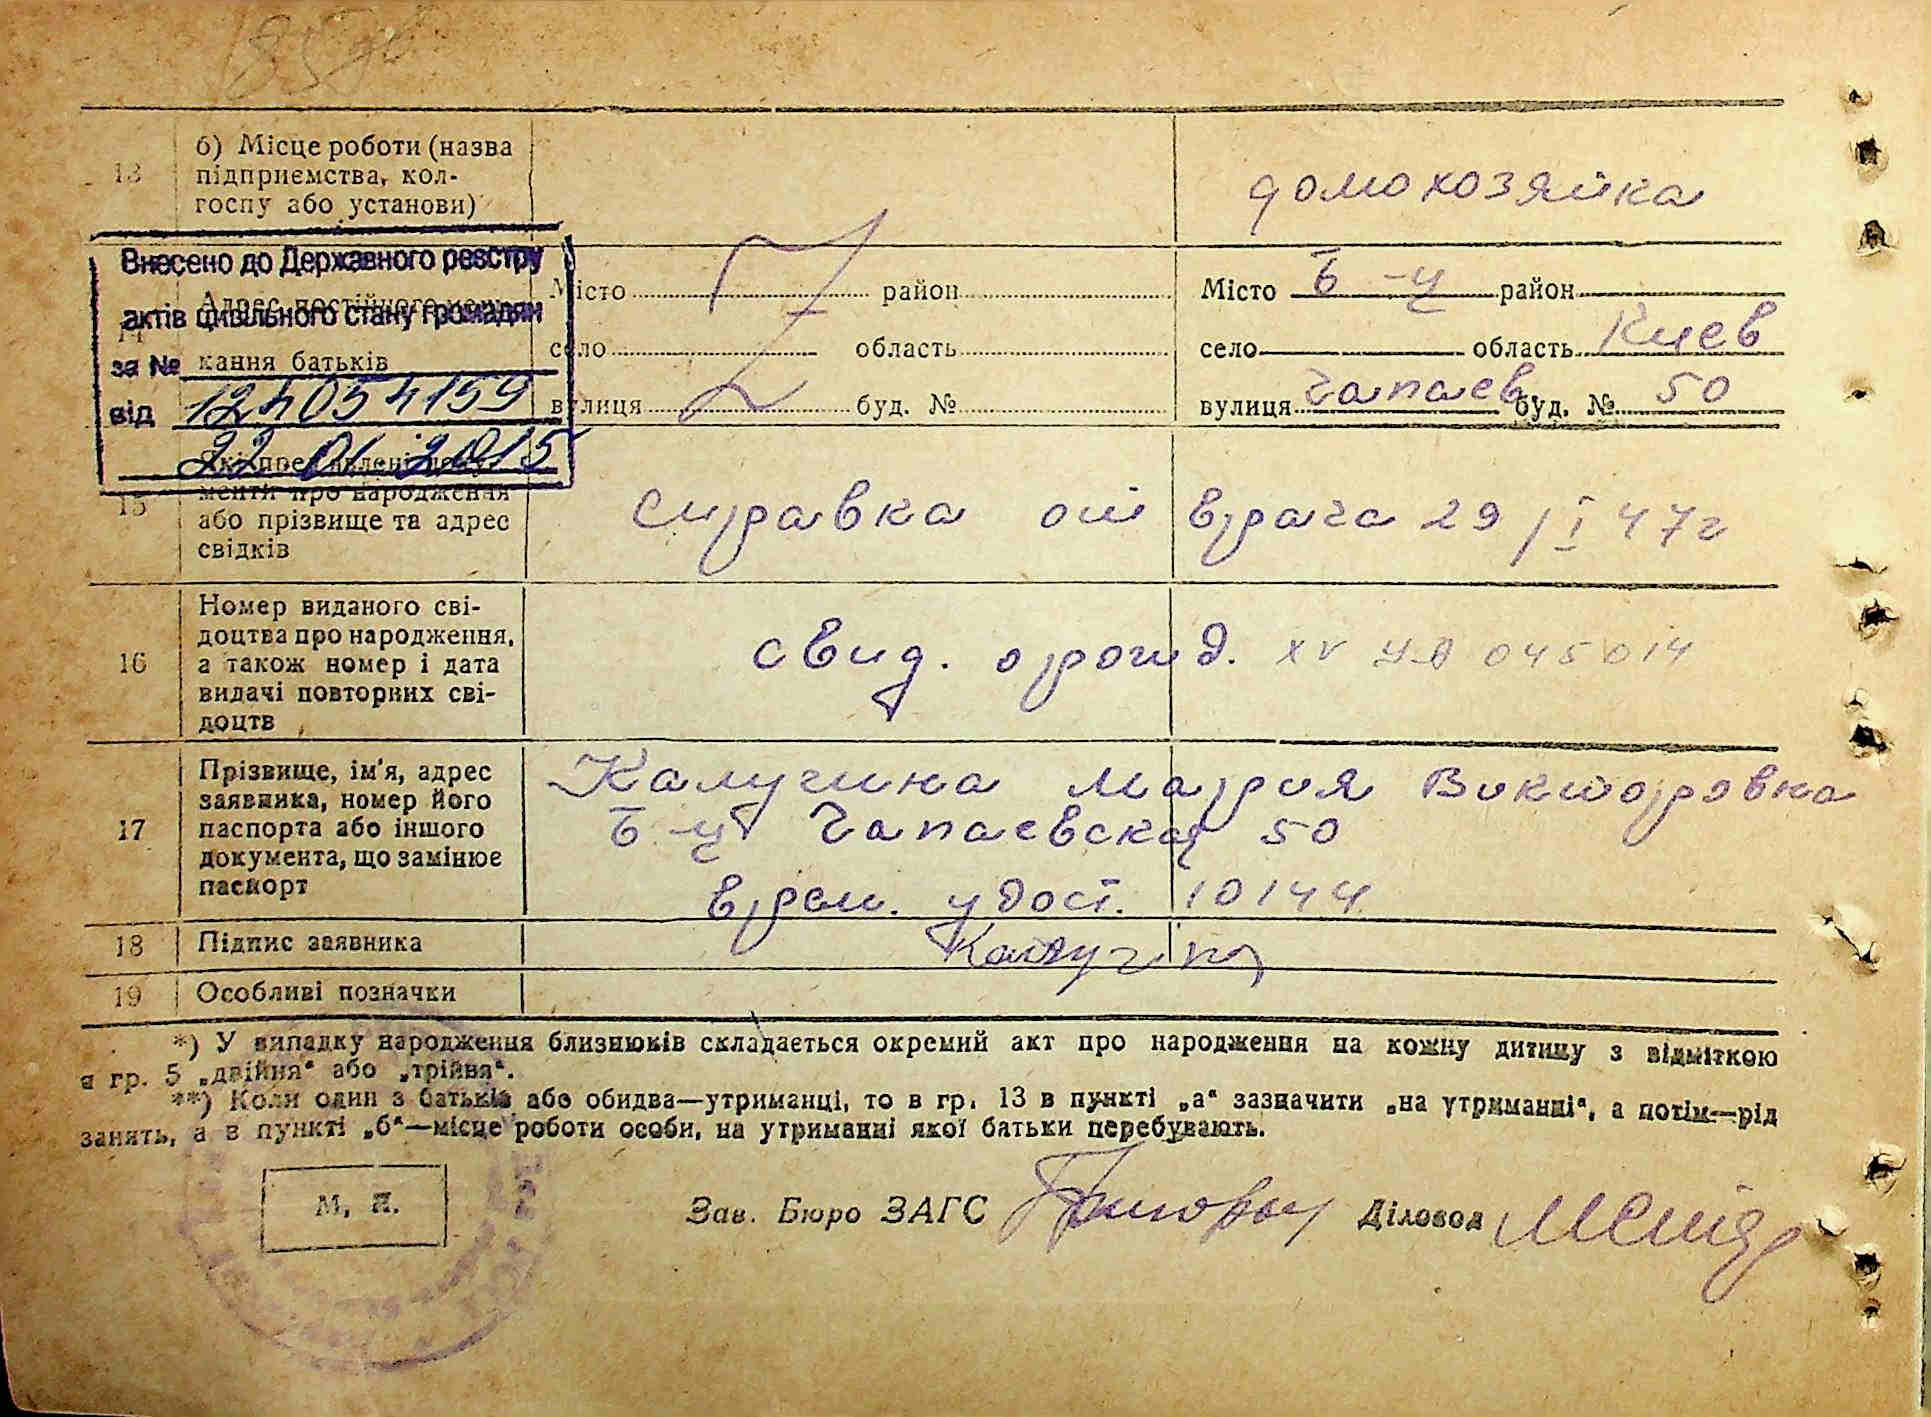 13
б) Місце роботи (назва
підприємства, кол-
госпу або установи)
домохозяйка
Внесено до Державного реєстру
актів цивільного стану громадян
за №
від 124054159
22 01 2015
14
Адрес постійного
кання батьків
Місто район
село область
вулиця буд. №
Місто Б-ц район
село область Киев
вулиця Чапаев буд. № 50
15
менти про народження
або прізвище та адрес
свідків
справка от врача 29/I 47г
16
Номер виданого сві-
доцтва про народження,
а також номер і дата
видачі повторних сві-
доцтв
свид. о рожд. XV УА 045014
17
Прізвище, ім'я, адрес
заявника, номер його
паспорта або іншого
документа, що замінює
паспорт
Калугина Мария Викторовна
Б-ц Чапаевская 50
врем. удост. 10144
18
Підпис заявника
Калугина
19
Особливі позначки
*) У випадку народження близнюків складається окремий акт про народження на кожну дитину з відміткою
в гр. 5 „двійня“ або „трійня“.
**) Коли один з батьків або обидва—утриманці, то в гр. 13 в пункті „а“ зазначити „на утриманні“, а потім—рід
занять, а в пункті „б“—місце роботи особи, на утриманні якої батьки перебувають.
М. П.
Зав. Бюро ЗАГС
Діловод